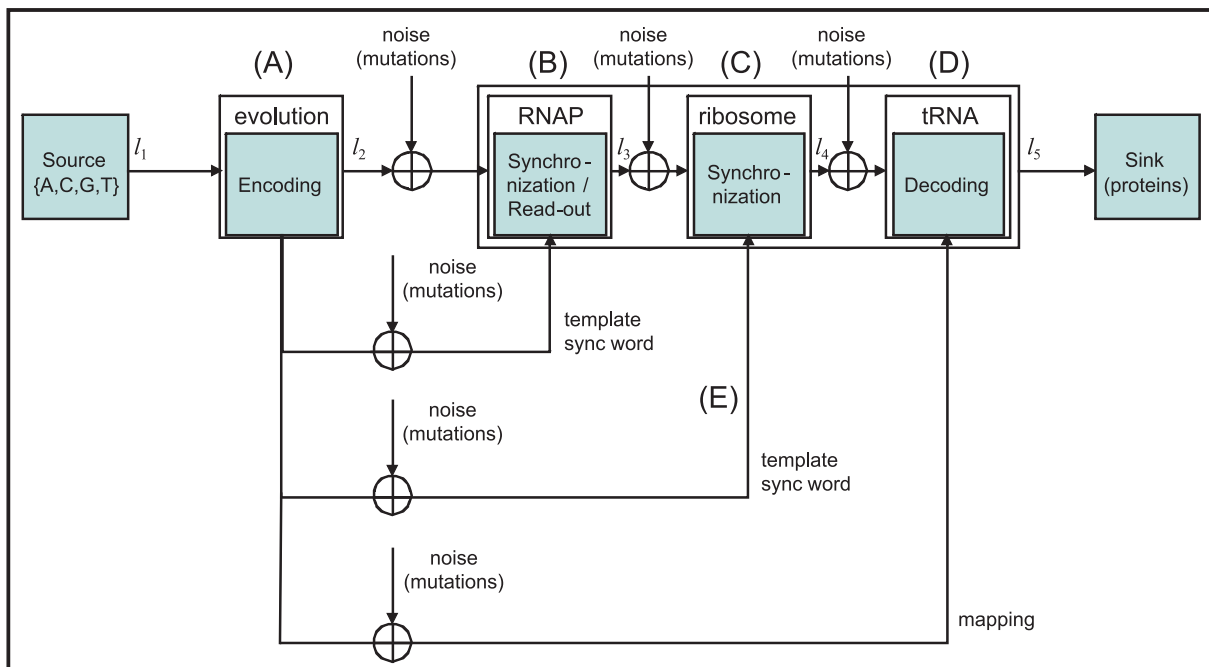 noise
(mutations)
noise
(mutations)
noise
(mutations)
(A)
(B)
(C)
(D)
evolution
RNAP
ribosome
tRNA
Source
{A,C,G,T}
l1
Encoding
l2
Synchro-
nization /
Read-out
l3
Synchro-
nization
l4
Decoding
l5
Sink
(proteins)
noise
(mutations)
template
sync word
(E)
noise
(mutations)
template
sync word
noise
(mutations)
mapping